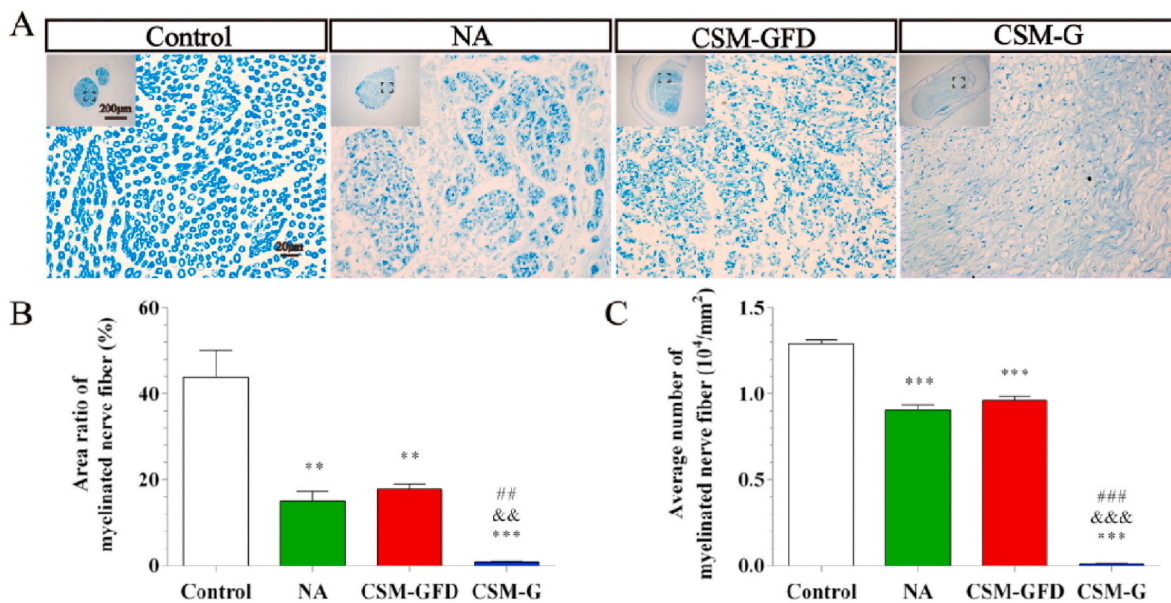 A
Control
NA
CSM-GFD
CSM-G
200μm
20μm
B
Area ratio of
myelinated nerve fiber (%)
60
40
20
0
**
**
##
&&
***
Control
NA
CSM-GFD
CSM-G
C
Average number of
myelinated nerve fiber (10⁴/mm²)
1.5
1.0
0.5
0.0
***
***
###
&&&
***
Control
NA
CSM-GFD
CSM-G